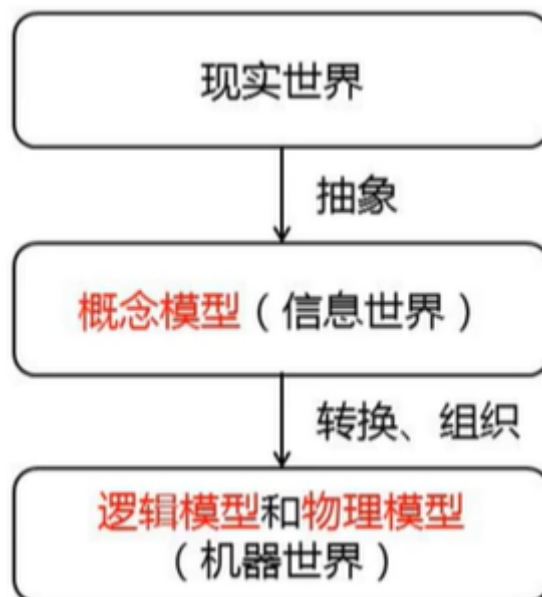 现实世界
抽象
概念模型（信息世界）
转换、组织
逻辑模型和物理模型
（机器世界）